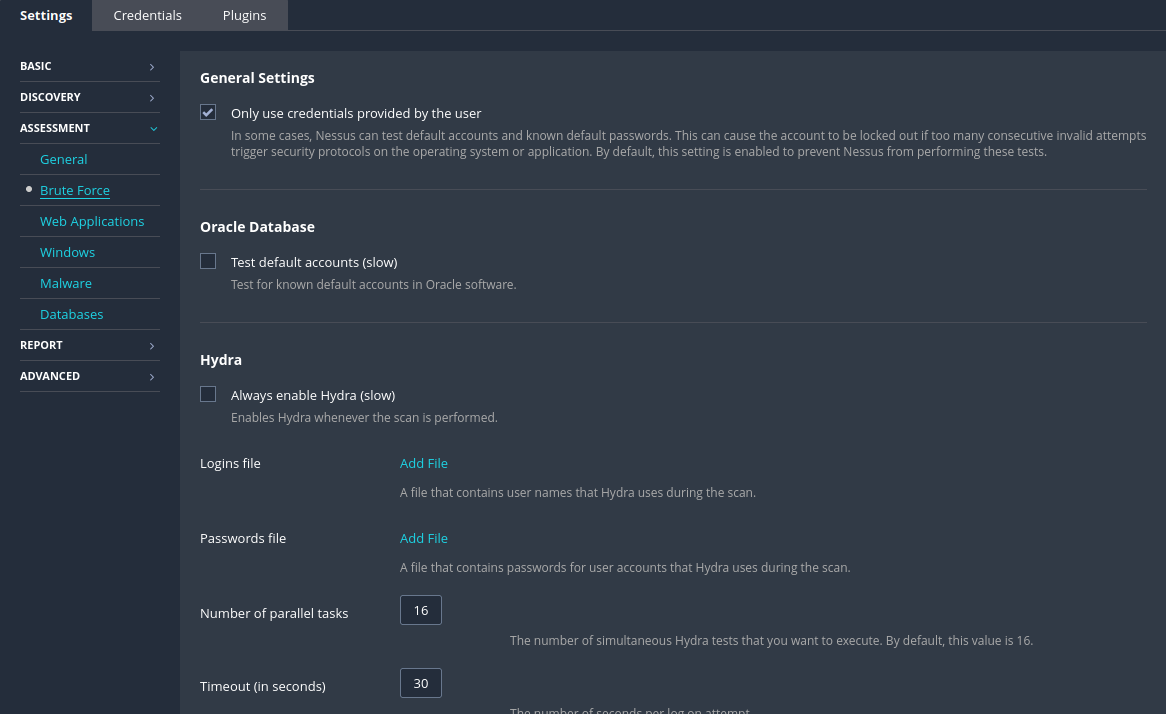 Settings
Credentials
Plugins
BASIC
DISCOVERY
ASSESSMENT
General
Brute Force
Web Applications
Windows
Malware
Databases
REPORT
ADVANCED
General Settings
Only use credentials provided by the user
In some cases, Nessus can test default accounts and known default passwords. This can cause the account to be locked out if too many consecutive invalid attempts
trigger security protocols on the operating system or application. By default, this setting is enabled to prevent Nessus from performing these tests.
Oracle Database
Test default accounts (slow)
Test for known default accounts in Oracle software.
Hydra
Always enable Hydra (slow)
Enables Hydra whenever the scan is performed.
Logins file
Add File
A file that contains user names that Hydra uses during the scan.
Passwords file
Add File
A file that contains passwords for user accounts that Hydra uses during the scan.
Number of parallel tasks
16
The number of simultaneous Hydra tests that you want to execute. By default, this value is 16.
Timeout (in seconds)
30
The number of seconds per log on attempt.